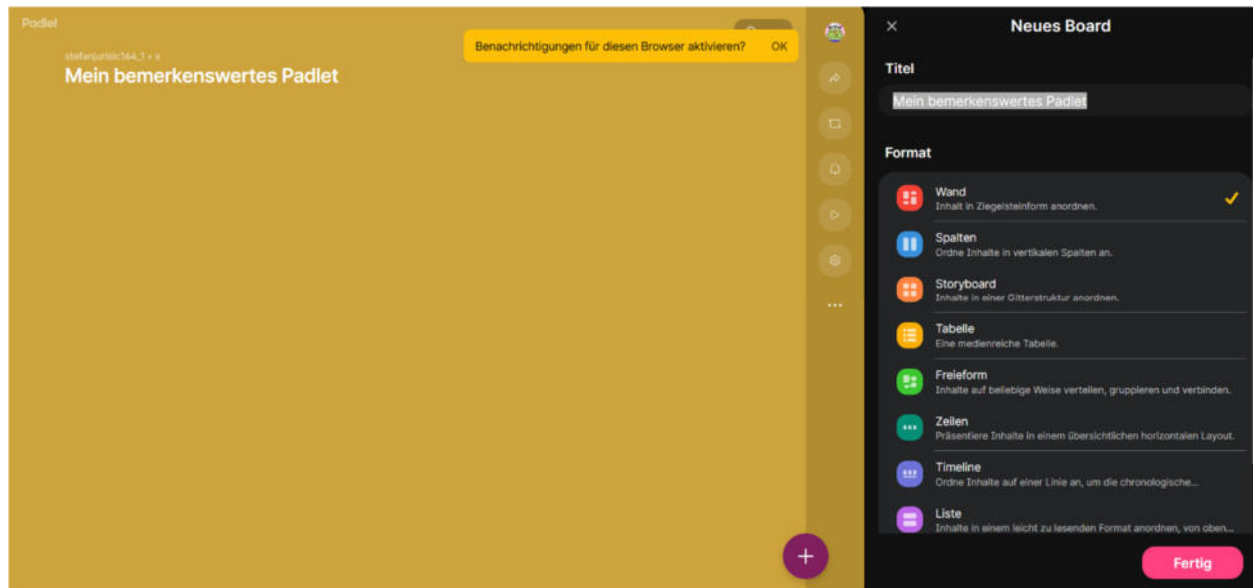 Padlet
stefanjurisic164_1 • s
Mein bemerkenswertes Padlet
Benachrichtigungen für diesen Browser aktivieren? OK
Neues Board
Titel
Mein bemerkenswertes Padlet
Format
Wand
Inhalt in Ziegelsteinform anordnen.
Spalten
Ordne Inhalte in vertikalen Spalten an.
Storyboard
Inhalte in einer Gitterstruktur anordnen.
Tabelle
Eine medienreiche Tabelle.
Freieform
Inhalte auf beliebige Weise verteilen, gruppieren und verbinden.
Zeilen
Präsentiere Inhalte in einem übersichtlichen horizontalen Layout.
Timeline
Ordne Inhalte auf einer Linie an, um die chronologische...
Liste
Inhalte in einem leicht zu lesenden Format anordnen, von oben...
Fertig